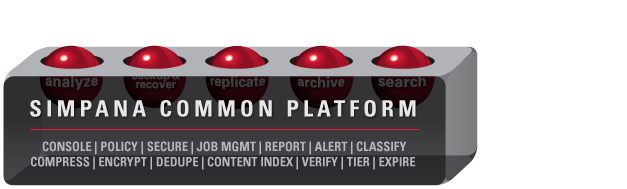 analyze
backup &
recover
replicate
archive
search
SIMPANA COMMON PLATFORM
CONSOLE | POLICY | SECURE | JOB MGMT | REPORT | ALERT | CLASSIFY
COMPRESS | ENCRYPT | DEDUPE | CONTENT INDEX | VERIFY | TIER | EXPIRE